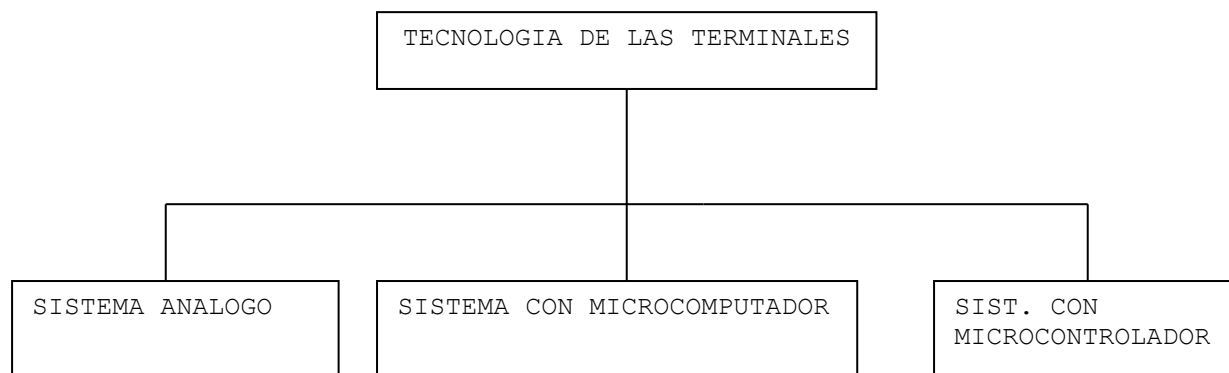 TECNOLOGIA DE LAS TERMINALES
SISTEMA ANALOGO
SISTEMA CON MICROCOMPUTADOR
SIST. CON
MICROCONTROLADOR